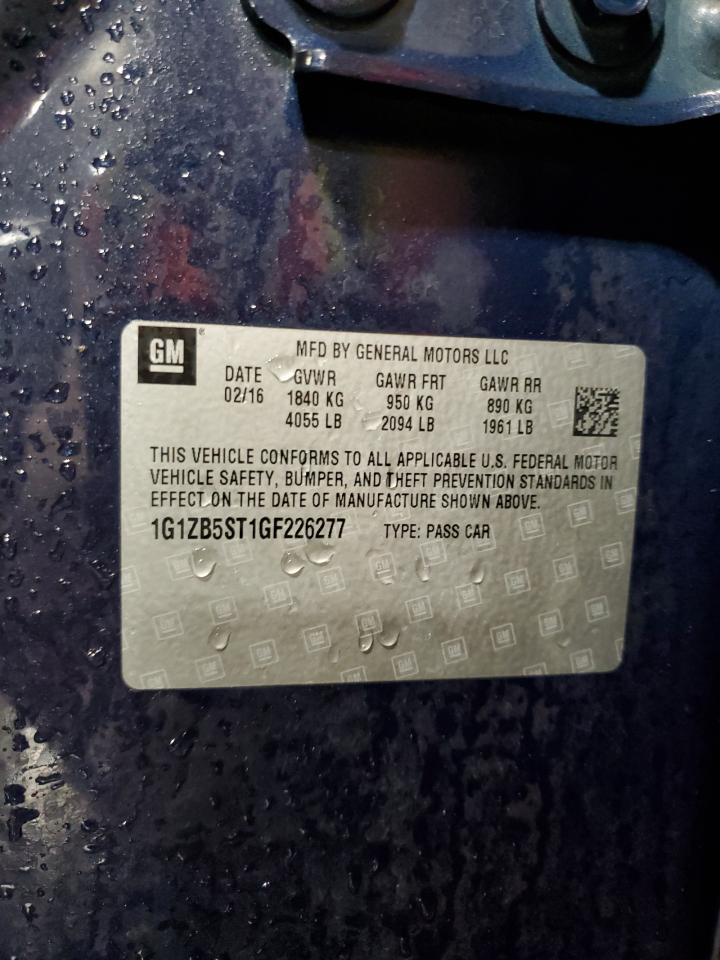 GM ®
MFD BY GENERAL MOTORS LLC
DATE GVWR GAWR FRT GAWR RR
02/16 1840 KG 950 KG 890 KG
4055 LB 2094 LB 1961 LB
THIS VEHICLE CONFORMS TO ALL APPLICABLE U.S. FEDERAL MOTOR
VEHICLE SAFETY, BUMPER, AND THEFT PREVENTION STANDARDS IN
EFFECT ON THE DATE OF MANUFACTURE SHOWN ABOVE.
1G1ZB5ST1GF226277 TYPE: PASS CAR